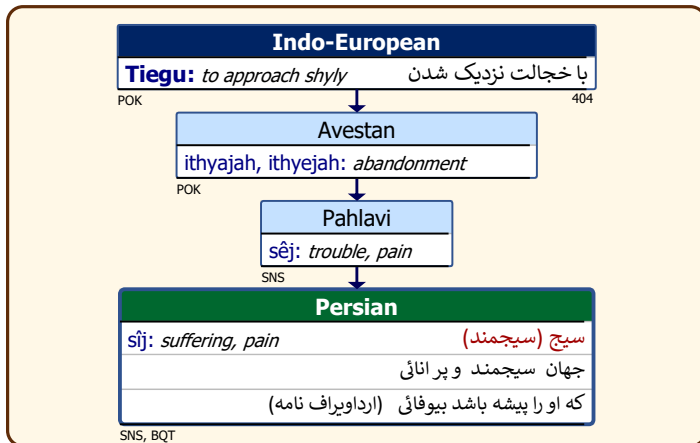 Indo-European
Tiegu: to approach shyly با خجالت نزدیک شدن
POK 404
Avestan
ithyajah, ithyejah: abandonment
POK
Pahlavi
sêj: trouble, pain
SNS
Persian
sîj: suffering, pain سیج (سیجمند)
جهان سیجمند و پر انائی
که او را پیشه باشد بیوفائی (ارداویراف نامه)
SNS, BQT